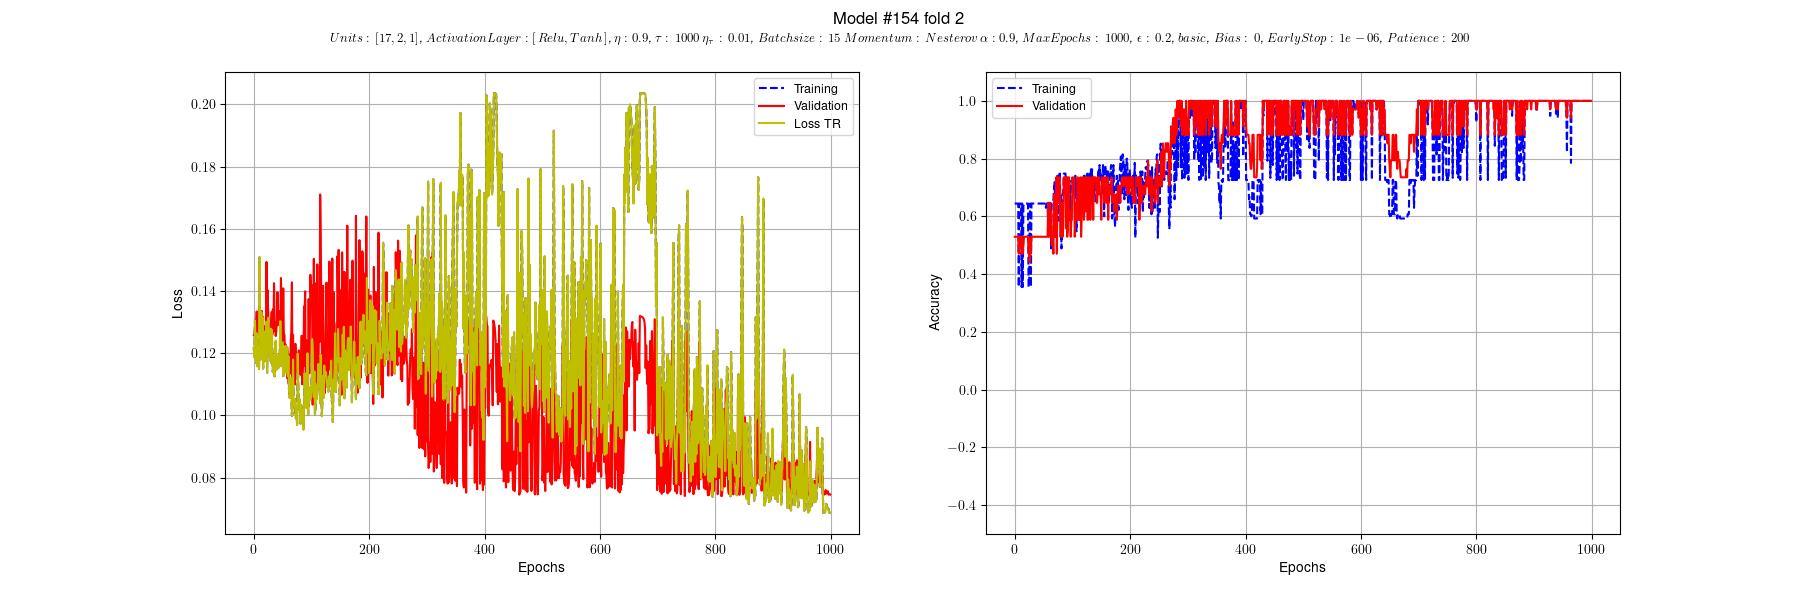 Model #154 fold 2
Units : [17, 2, 1], ActivationLayer : [Relu, Tanh], η : 0.9, τ : 1000 ητ : 0.01, Batchsize : 15 Momentum : Nesterov α : 0.9, MaxEpochs : 1000, ϵ : 0.2, basic, Bias : 0, EarlyStop : 1e − 06, Patience : 200
Training
Validation
Loss TR
0.20
0.18
0.16
0.14
0.12
0.10
0.08
Loss
0
200
400
600
800
1000
Epochs
Training
Validation
1.0
0.8
0.6
0.4
0.2
0.0
−0.2
−0.4
Accuracy
0
200
400
600
800
1000
Epochs